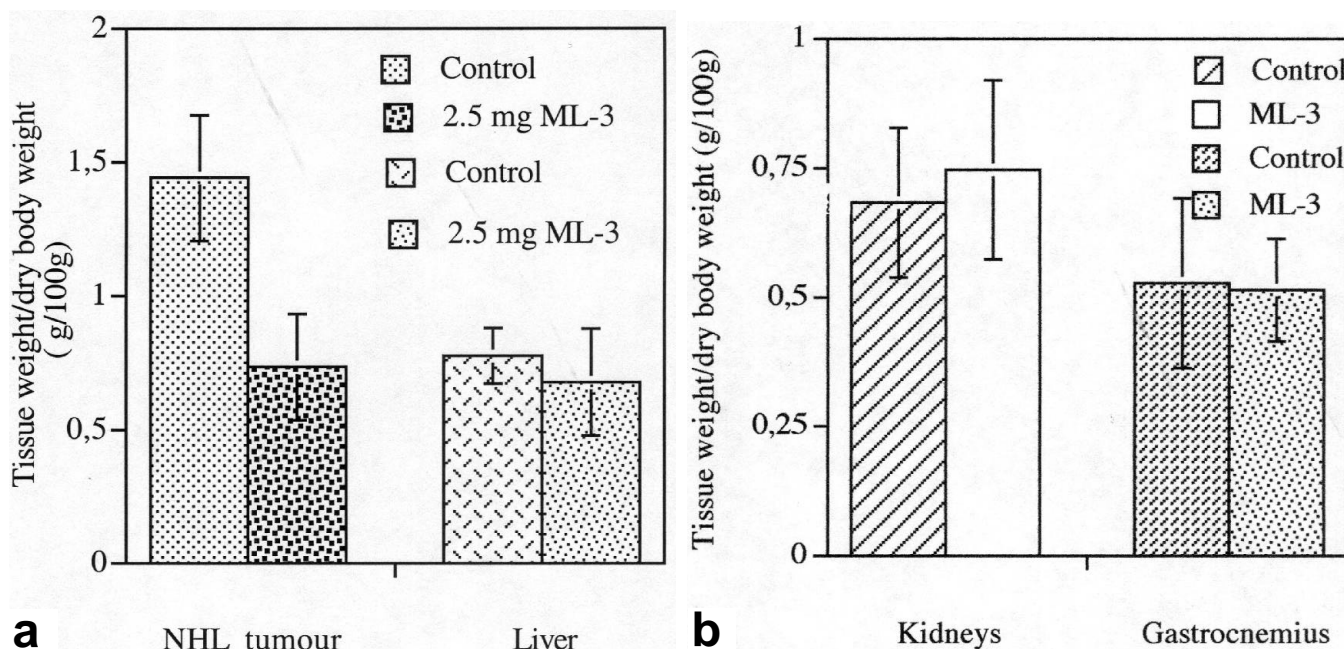 Tissue weight/dry body weight
( g/100g)
2
1,5
1
0,5
0
Control
2.5 mg ML-3
Control
2.5 mg ML-3
NHL tumour
Liver
a
Tissue weight/dry body weight (g/100g)
1
0,75
0,5
0,25
0
Control
ML-3
Control
ML-3
Kidneys
Gastrocnemius
b